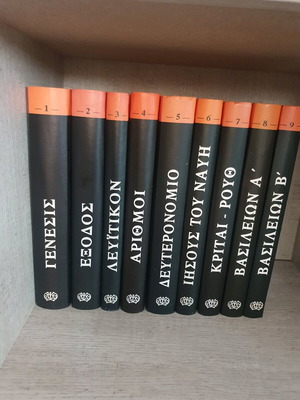 -1-
ΓΕΝΕΣΙΣ
-2-
ΕΞΟΔΟΣ
-3-
ΛΕΥΪΤΙΚΟΝ
-4-
ΑΡΙΘΜΟΙ
-5-
ΔΕΥΤΕΡΟΝΟΜΙΟ
-6-
ΙΗΣΟΥΣ ΤΟΥ ΝΑΥΗ
-7-
ΚΡΙΤΑΙ - ΡΟΥΘ
-8-
ΒΑΣΙΛΕΙΩΝ Α΄
-9
ΒΑΣΙΛΕΙΩΝ Β΄